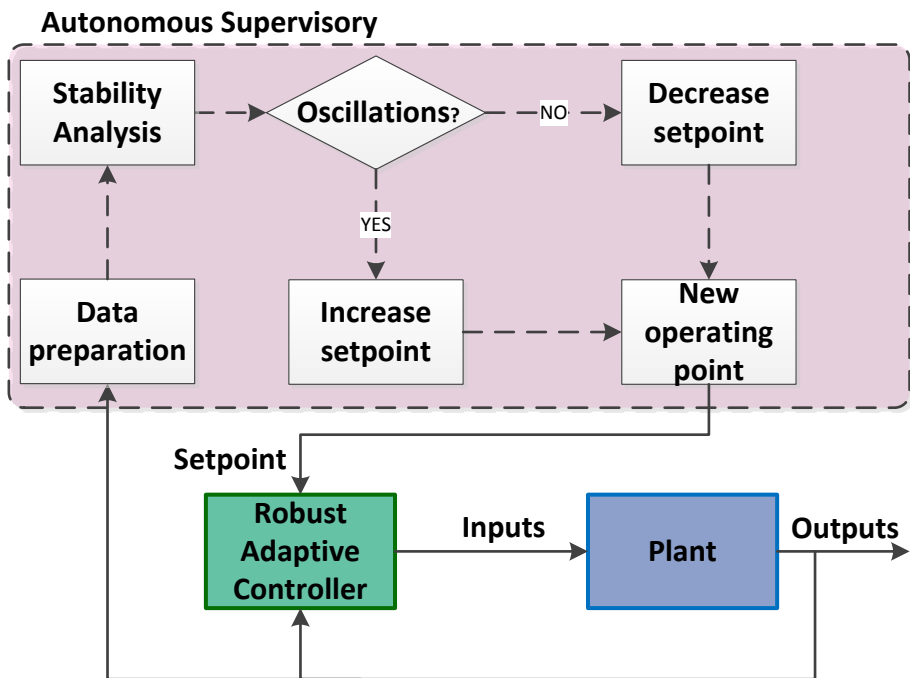 Autonomous Supervisory
Stability
Analysis
Oscillations?
NO
Decrease
setpoint
YES
Data
preparation
Increase
setpoint
New
operating
point
Setpoint
Robust
Adaptive
Controller
Inputs
Plant
Outputs